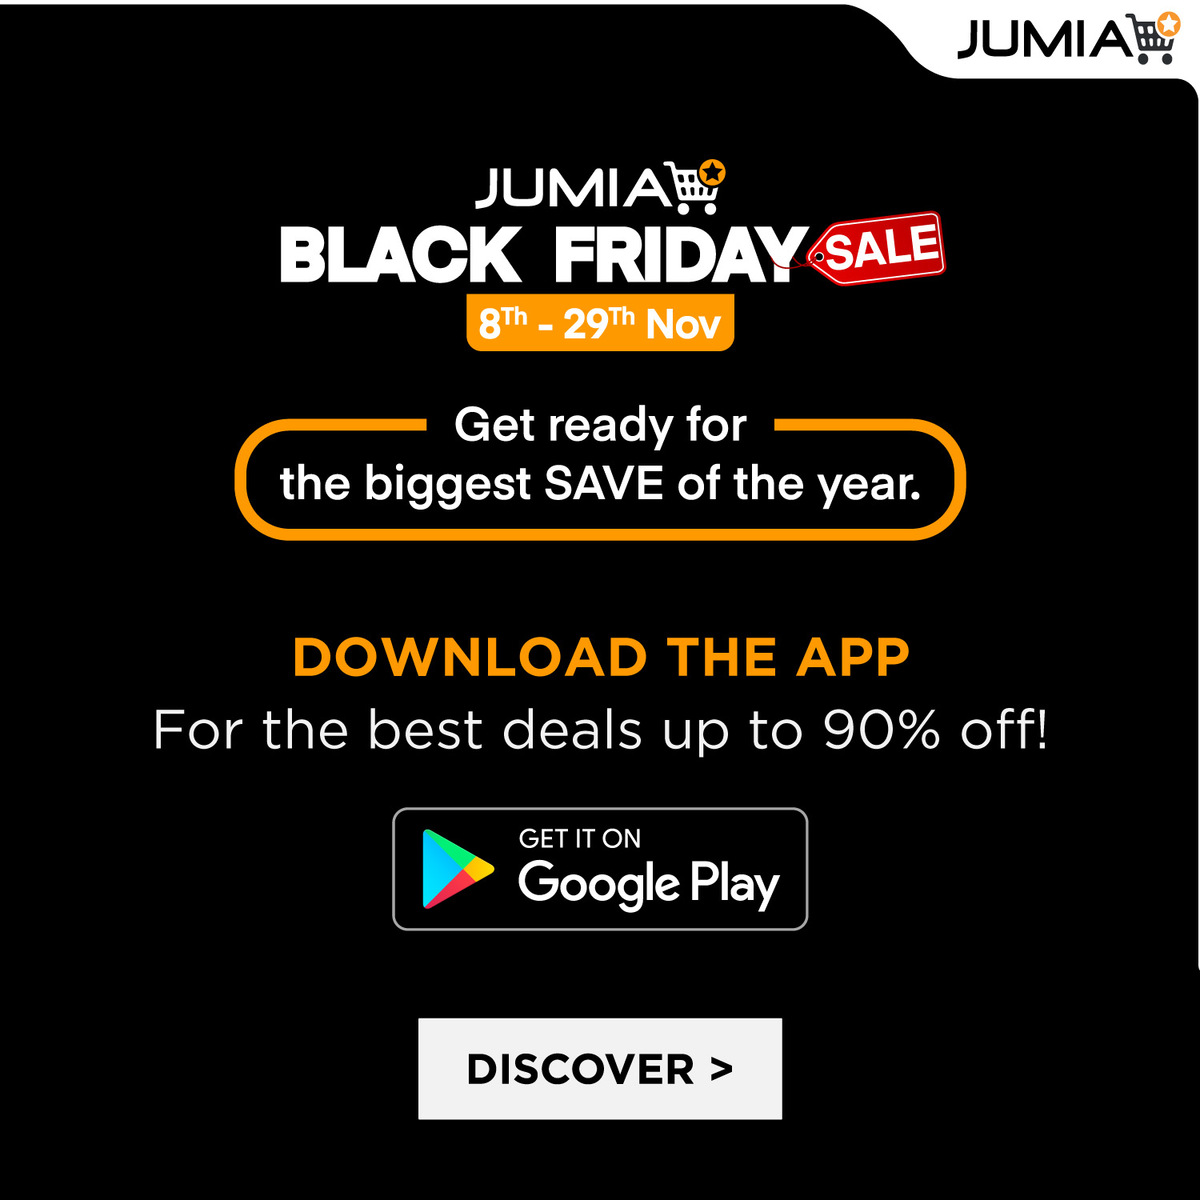 JUMIA
JUMIA
BLACK FRIDAY SALE
8Th - 29Th Nov
Get ready for
the biggest SAVE of the year.
DOWNLOAD THE APP
For the best deals up to 90% off!
GET IT ON
Google Play
DISCOVER >